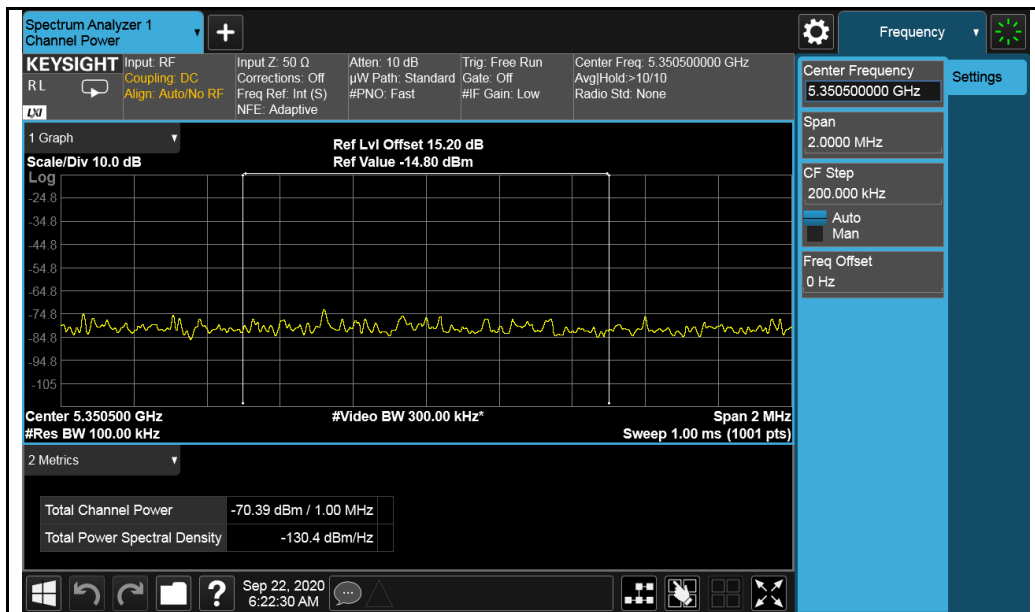 Spectrum Analyzer 1
Channel Power
+
Frequency
KEYSIGHT
RL
LXI
Input: RF
Coupling: DC
Align: Auto/No RF
Input Z: 50 Ω
Corrections: Off
Freq Ref: Int (S)
NFE: Adaptive
Atten: 10 dB
µW Path: Standard
#PNO: Fast
Trig: Free Run
Gate: Off
#IF Gain: Low
Center Freq: 5.350500000 GHz
Avg|Hold:>10/10
Radio Std: None
Center Frequency
5.350500000 GHz
Settings
Span
2.0000 MHz
CF Step
200.000 kHz
Auto
Man
Freq Offset
0 Hz
1 Graph
Scale/Div 10.0 dB
Ref Lvl Offset 15.20 dB
Ref Value -14.80 dBm
Log
-24.8
-34.8
-44.8
-54.8
-64.8
-74.8
-84.8
-94.8
-105
Center 5.350500 GHz
#Res BW 100.00 kHz
#Video BW 300.00 kHz*
Span 2 MHz
Sweep 1.00 ms (1001 pts)
2 Metrics
Total Channel Power -70.39 dBm / 1.00 MHz
Total Power Spectral Density -130.4 dBm/Hz
?
Sep 22, 2020
6:22:30 AM